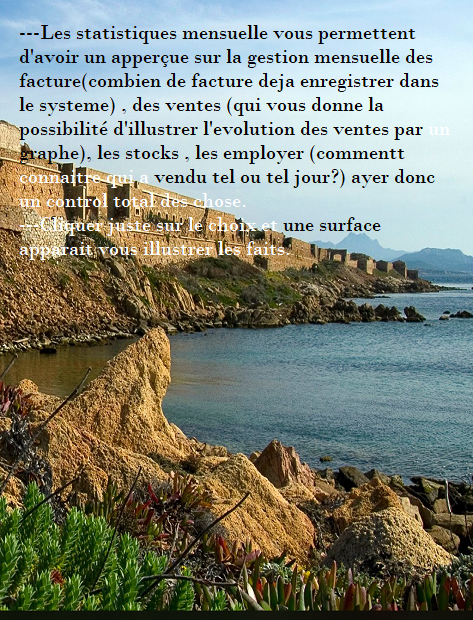 ---Les statistiques mensuelle vous permettent
d'avoir un apperçue sur la gestion mensuelle des
facture(combien de facture deja enregistrer dans
le systeme) , des ventes (qui vous donne la
possibilité d'illustrer l'evolution des ventes par un
graphe), les stocks , les employer (commentt
connaitre qui a vendu tel ou tel jour?) ayer donc
un control total des chose.
---Cliquer juste sur le choix et une surface
apparait vous illustrer les faits.